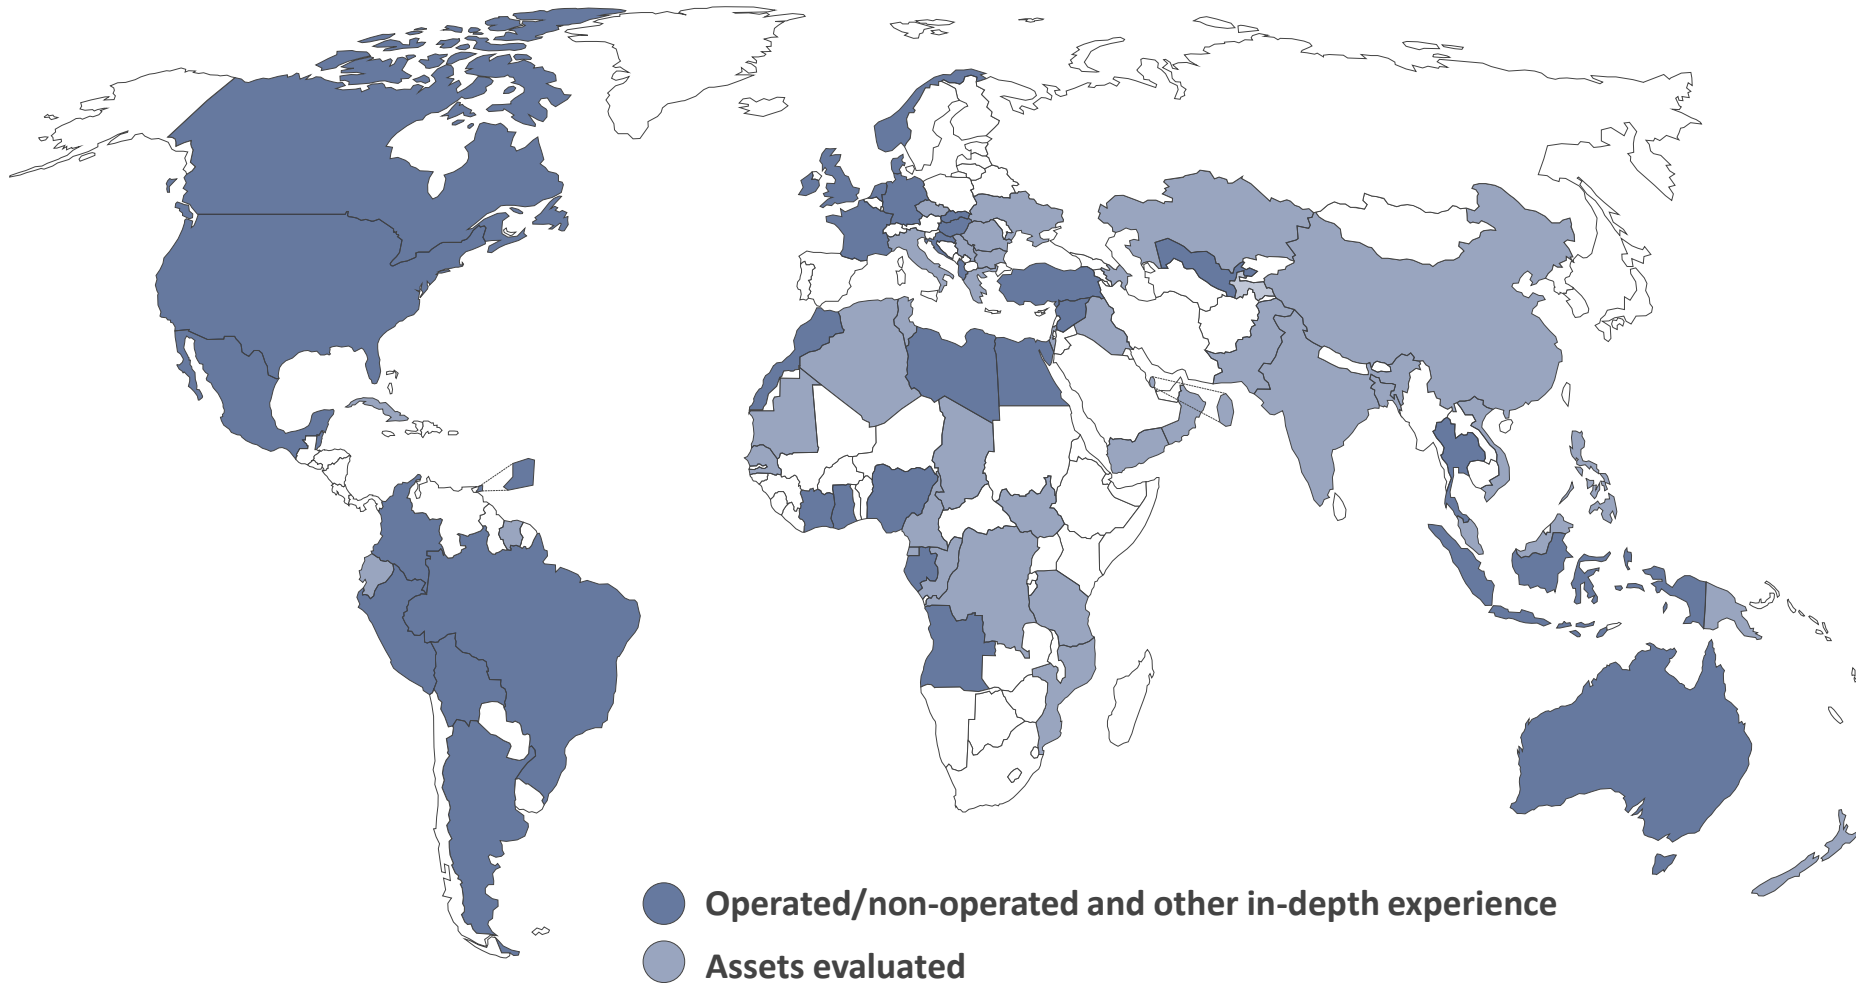 Operated/non-operated and other in-depth experience
Assets evaluated